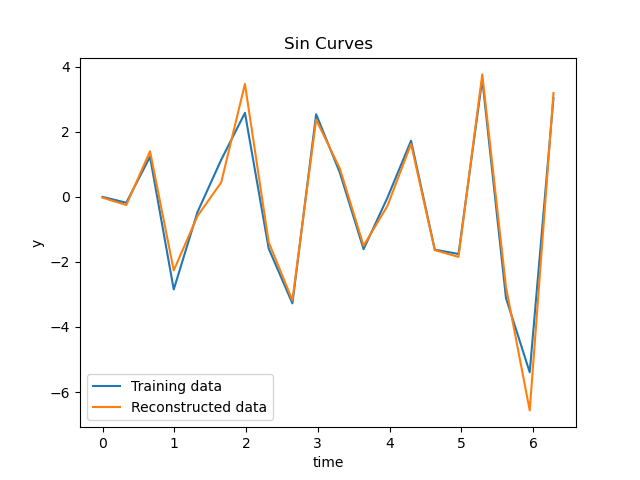 Sin Curves
4
2
0
−2
−4
−6
y
Training data
Reconstructed data
0 1 2 3 4 5 6
time